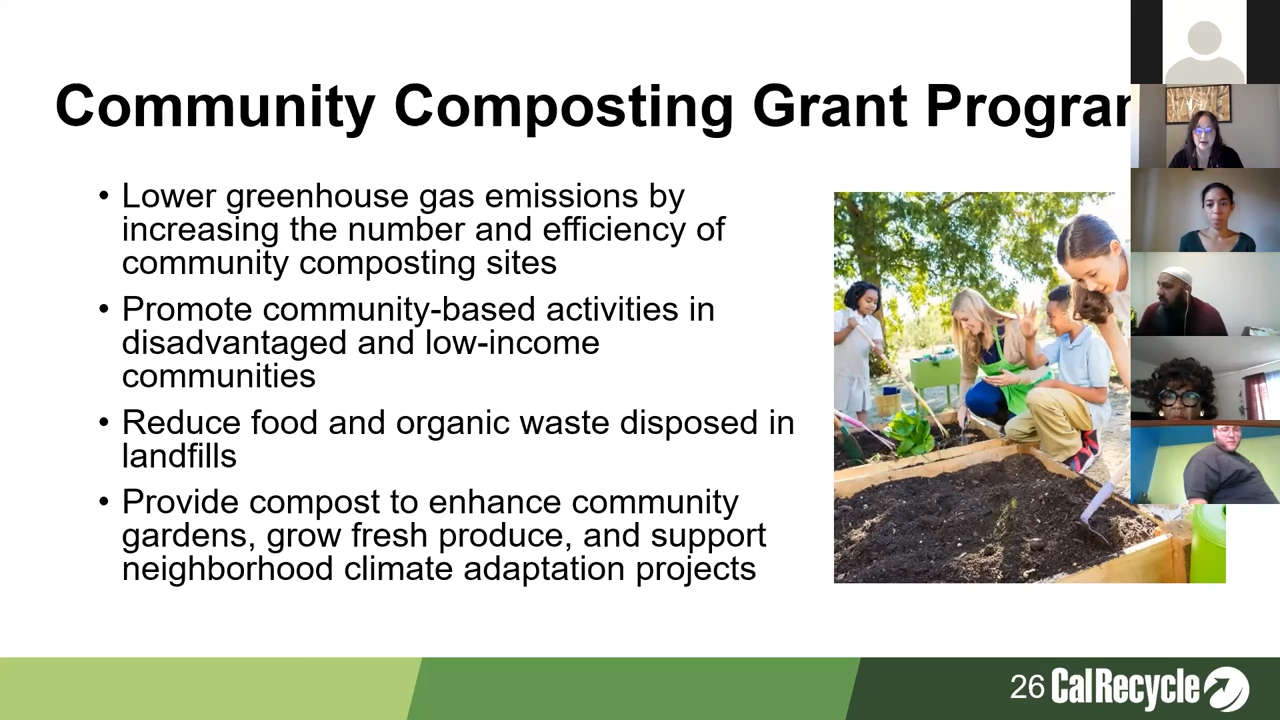 Community Composting Grant Progra
• Lower greenhouse gas emissions by
increasing the number and efficiency of
community composting sites
• Promote community-based activities in
disadvantaged and low-income
communities
• Reduce food and organic waste disposed in
landfills
• Provide compost to enhance community
gardens, grow fresh produce, and support
neighborhood climate adaptation projects
26 CalRecycle